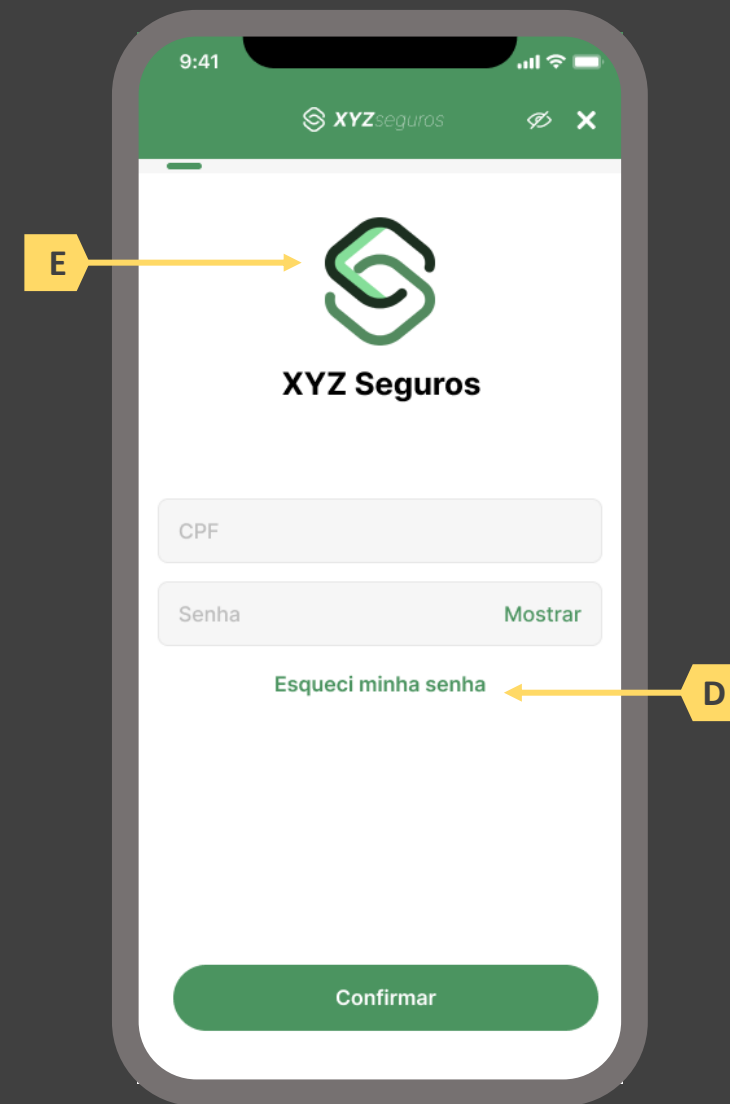 9:41
XYZseguros
E
XYZ Seguros
CPF
Senha Mostrar
Esqueci minha senha
D
Confirmar